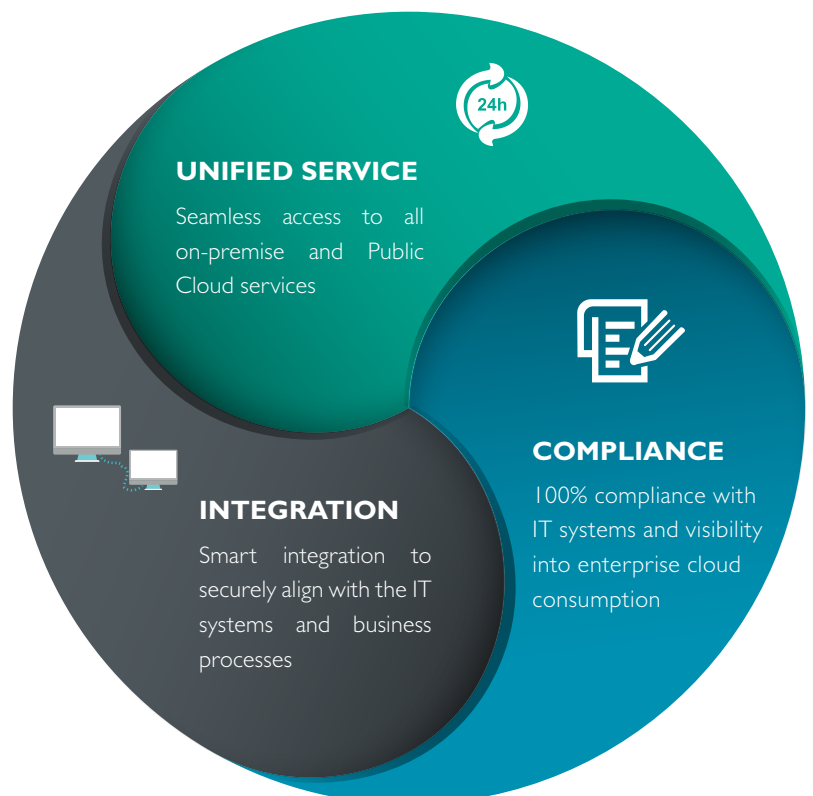 24h
UNIFIED SERVICE
Seamless access to all
on-premise and Public
Cloud services
COMPLIANCE
100% compliance with
IT systems and visibility
into enterprise cloud
consumption
INTEGRATION
Smart integration to
securely align with the IT
systems and business
processes